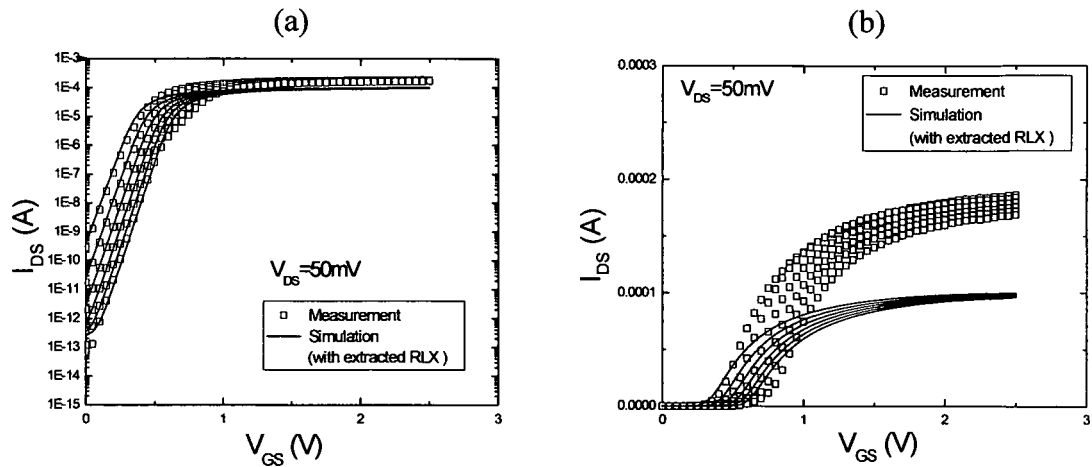 (a)
1E-3
1E-4
1E-5
1E-6
1E-7
1E-8
1E-9
1E-10
1E-11
1E-12
1E-13
1E-14
1E-15
I_DS (A)
V_DS=50mV
Measurement
Simulation
(with extracted RLX )
0
1
2
3
V_GS (V)
(b)
0.0003
0.0002
0.0001
0.0000
I_DS (A)
V_DS=50mV
Measurement
Simulation
(with extracted RLX )
0
1
2
3
V_GS (V)